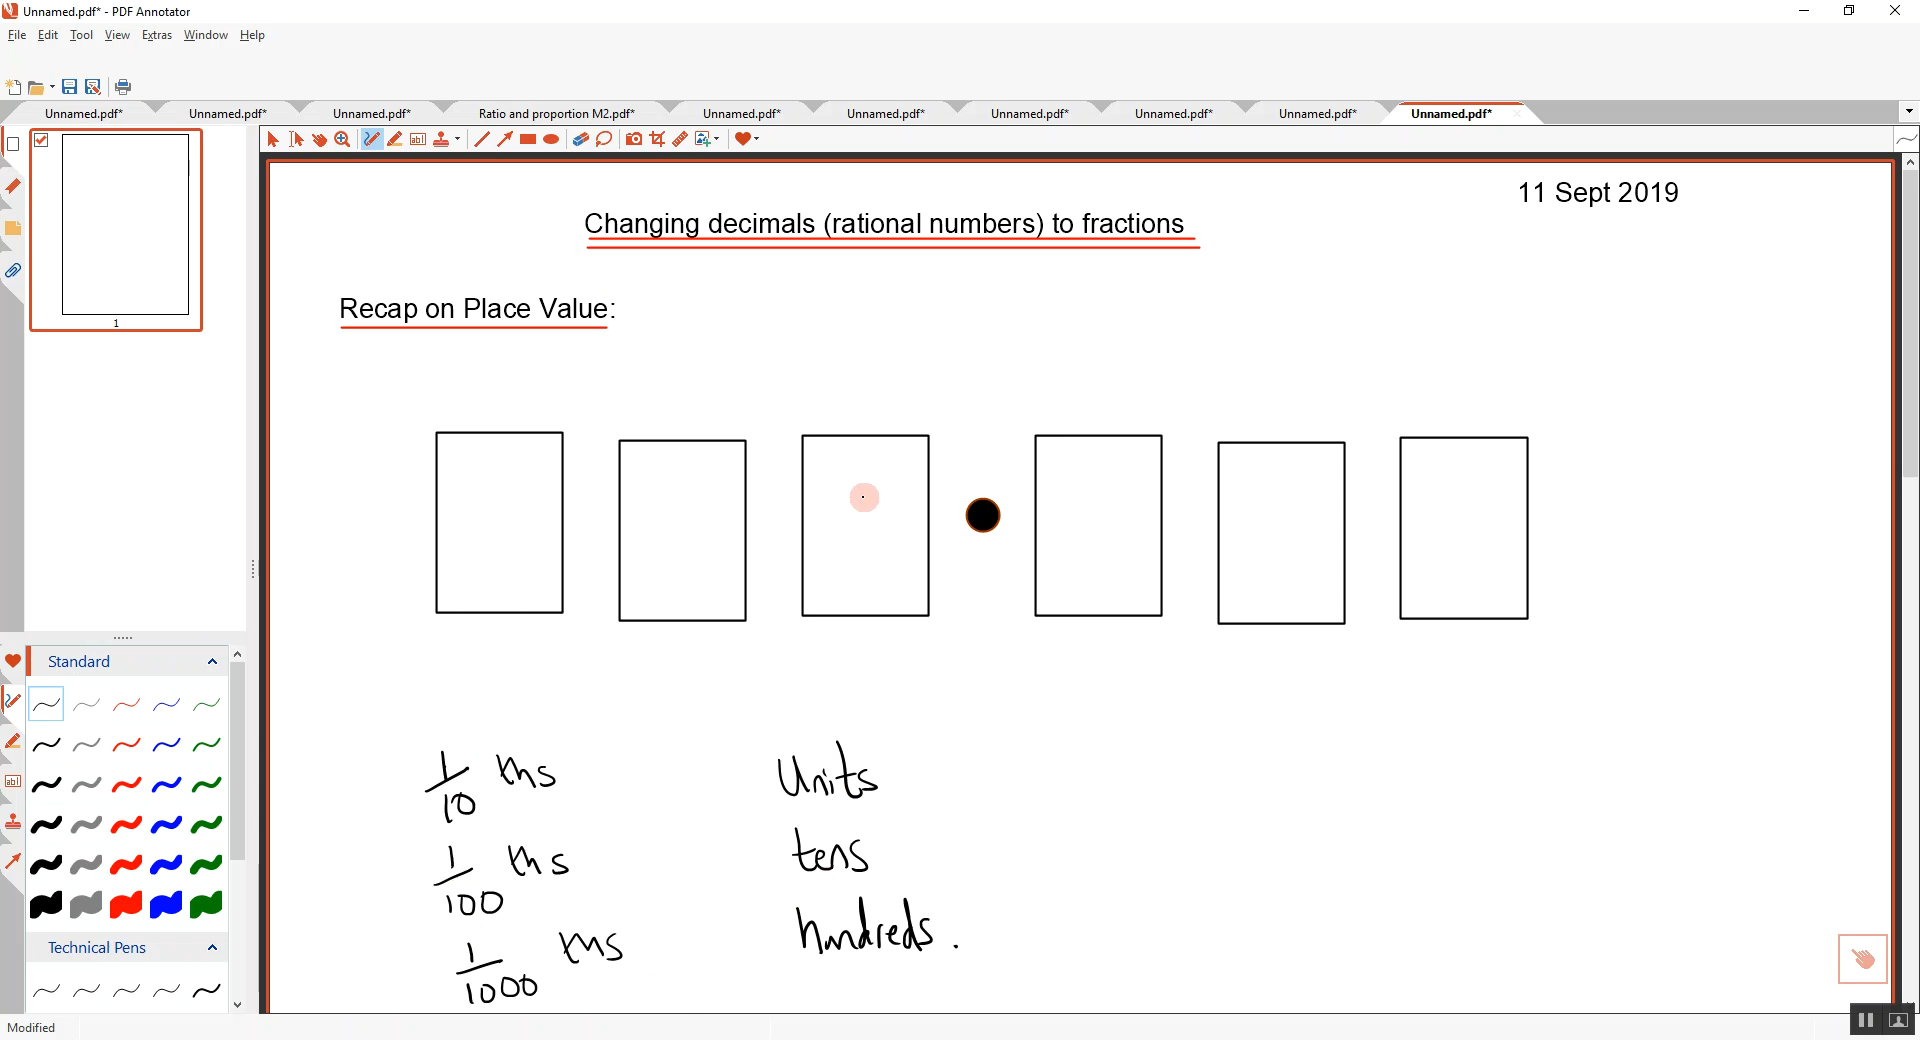 Unnamed.pdf* - PDF Annotator
File Edit Tool View Extras Window Help
Unnamed.pdf* Unnamed.pdf* Unnamed.pdf* Ratio and proportion M2.pdf* Unnamed.pdf* Unnamed.pdf* Unnamed.pdf* Unnamed.pdf* Unnamed.pdf* Unnamed.pdf*
11 Sept 2019
Changing decimals (rational numbers) to fractions
Recap on Place Value:
1
Standard
Technical Pens
1/10 ths
1/100 ths
1/1000 ths
Units
tens
hundreds.
Modified